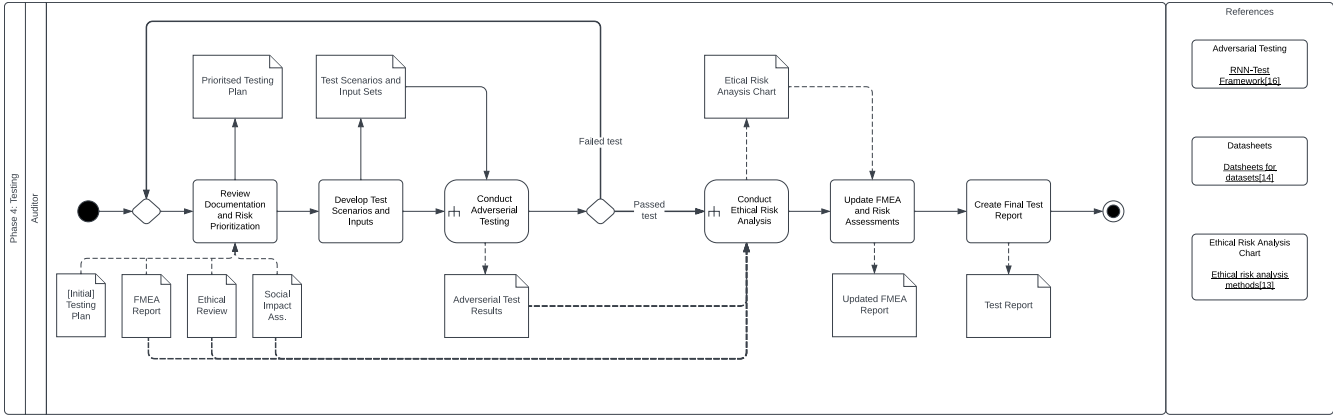 Phase 4: Testing
Auditor
Prioritsed Testing
Plan
Test Scenarios and
Input Sets
Etical Risk
Anaysis Chart
Failed test
Review
Documentation
and Risk
Prioritization
Develop Test
Scenarios and
Inputs
Conduct
Adverserial
Testing
Passed
test
Conduct
Ethical Risk
Analysis
Update FMEA
and Risk
Assessments
Create Final Test
Report
[Initial]
Testing
Plan
FMEA
Report
Ethical
Review
Social
Impact
Ass.
Adverserial Test
Results
Updated FMEA
Report
Test Report
References
Adversarial Testing
RNN-Test
Framework[16]
Datasheets
Datsheets for
datasets[14]
Ethical Risk Analysis
Chart
Ethical risk analysis
methods[13]